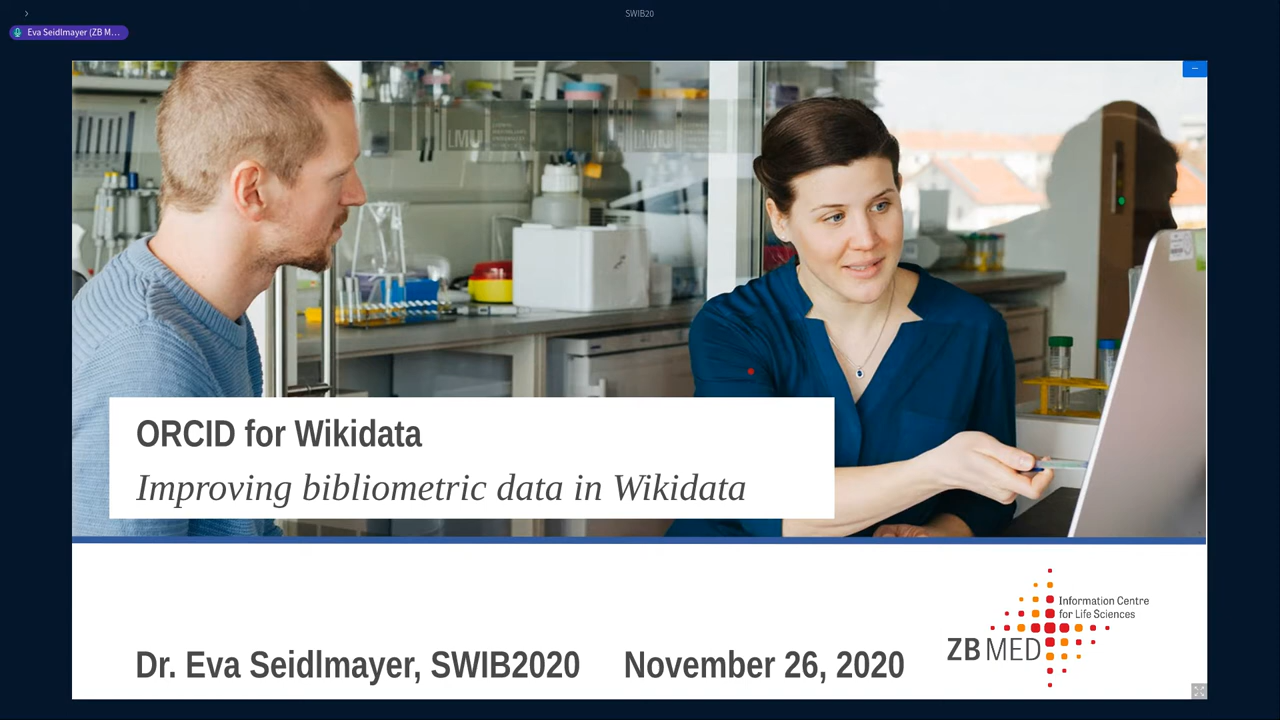 SWIB20
Eva Seidlmayer (ZB M...
LMU
ORCID for Wikidata
Improving bibliometric data in Wikidata
Information Centre
for Life Sciences
ZB MED
Dr. Eva Seidlmayer, SWIB2020 November 26, 2020